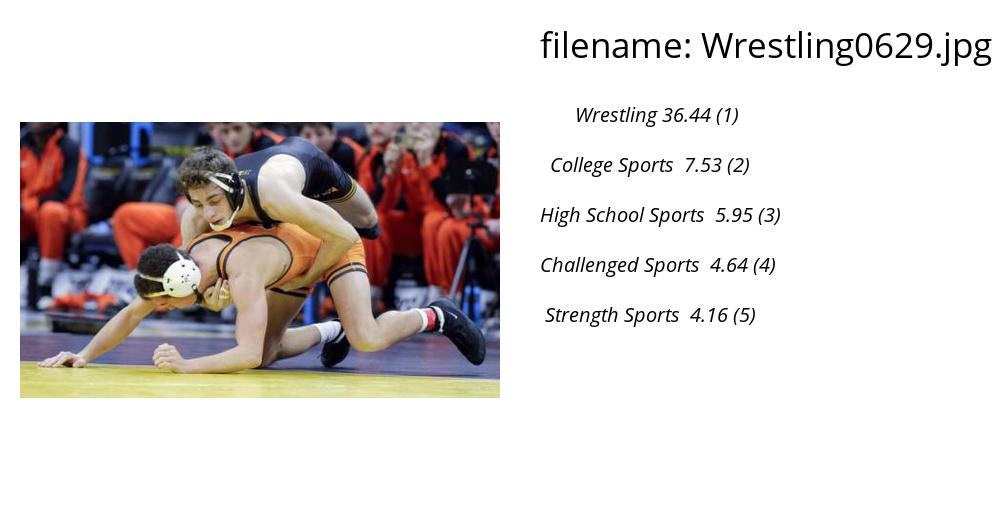 filename: Wrestling0629.jpg
Wrestling 36.44 (1)
College Sports 7.53 (2)
High School Sports 5.95 (3)
Challenged Sports 4.64 (4)
Strength Sports 4.16 (5)